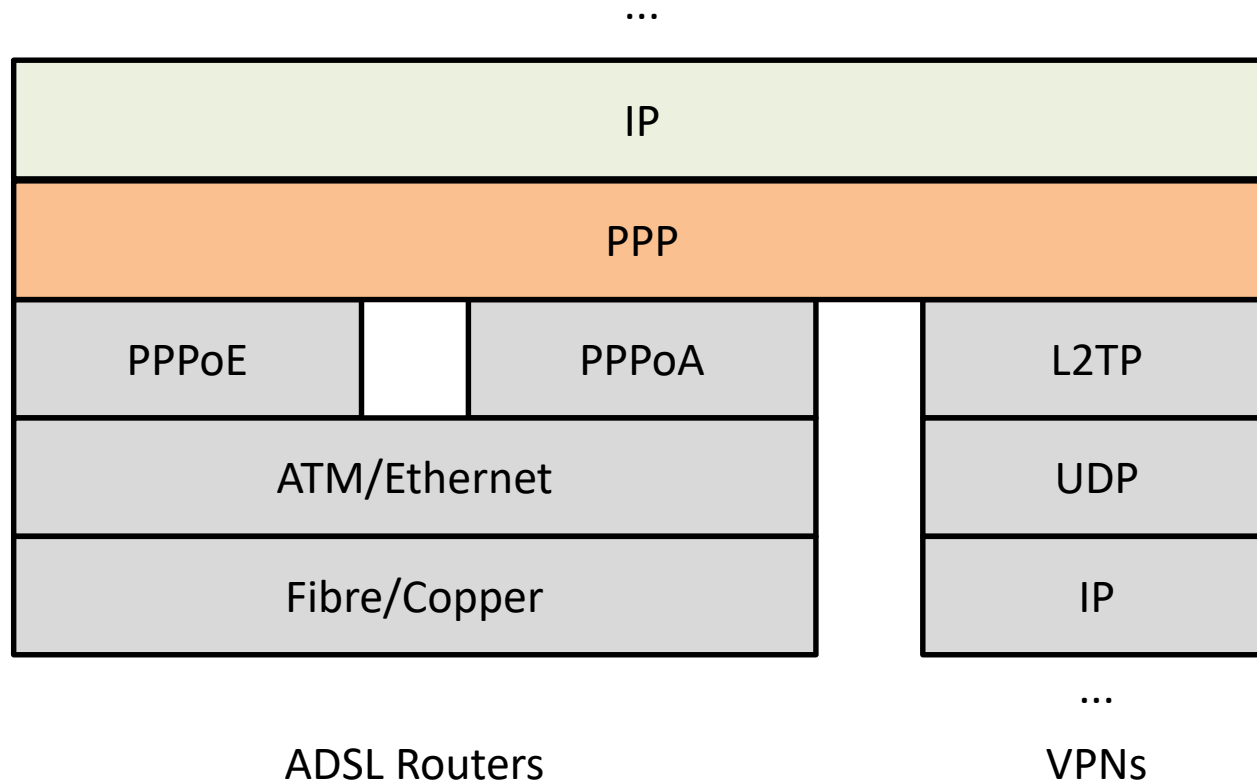 ...
IP
PPP
PPPoE PPPoA L2TP
ATM/Ethernet UDP
Fibre/Copper IP
...
ADSL Routers VPNs